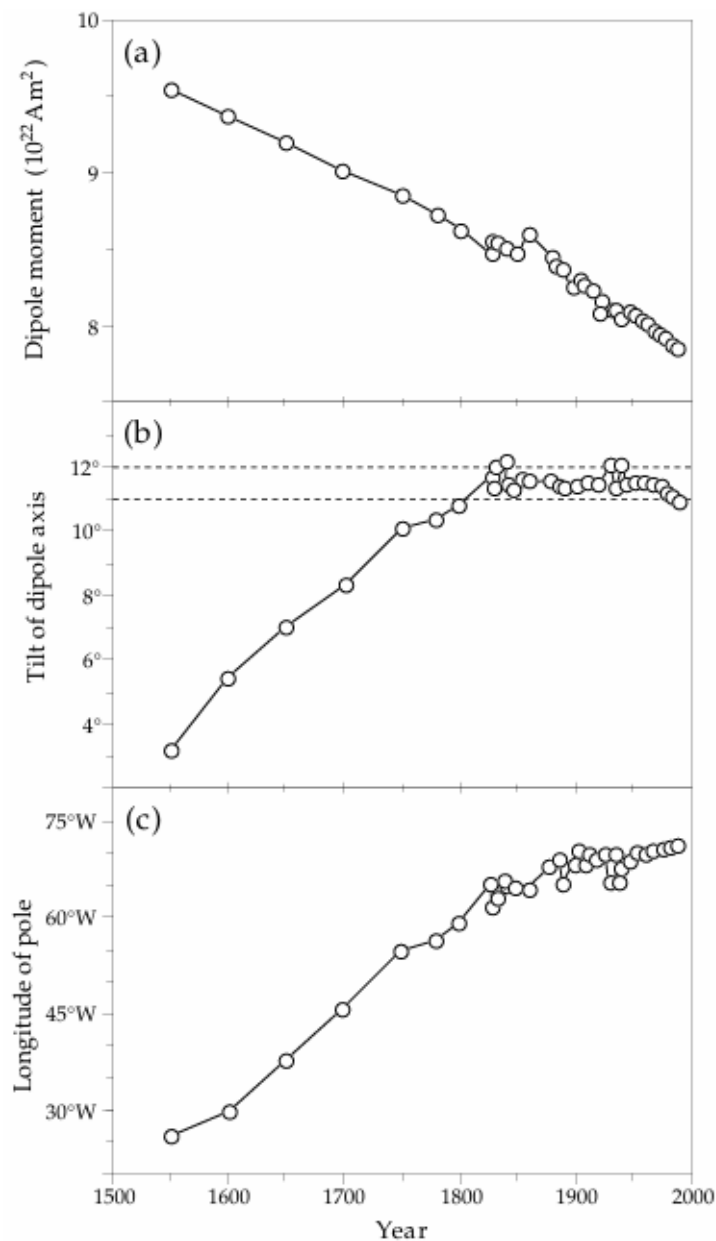 (a)
Dipole moment (10²² Am²)
10
9
8
(b)
Tilt of dipole axis
12°
10°
8°
6°
4°
(c)
Longitude of pole
75°W
60°W
45°W
30°W
1500 1600 1700 1800 1900 2000
Year